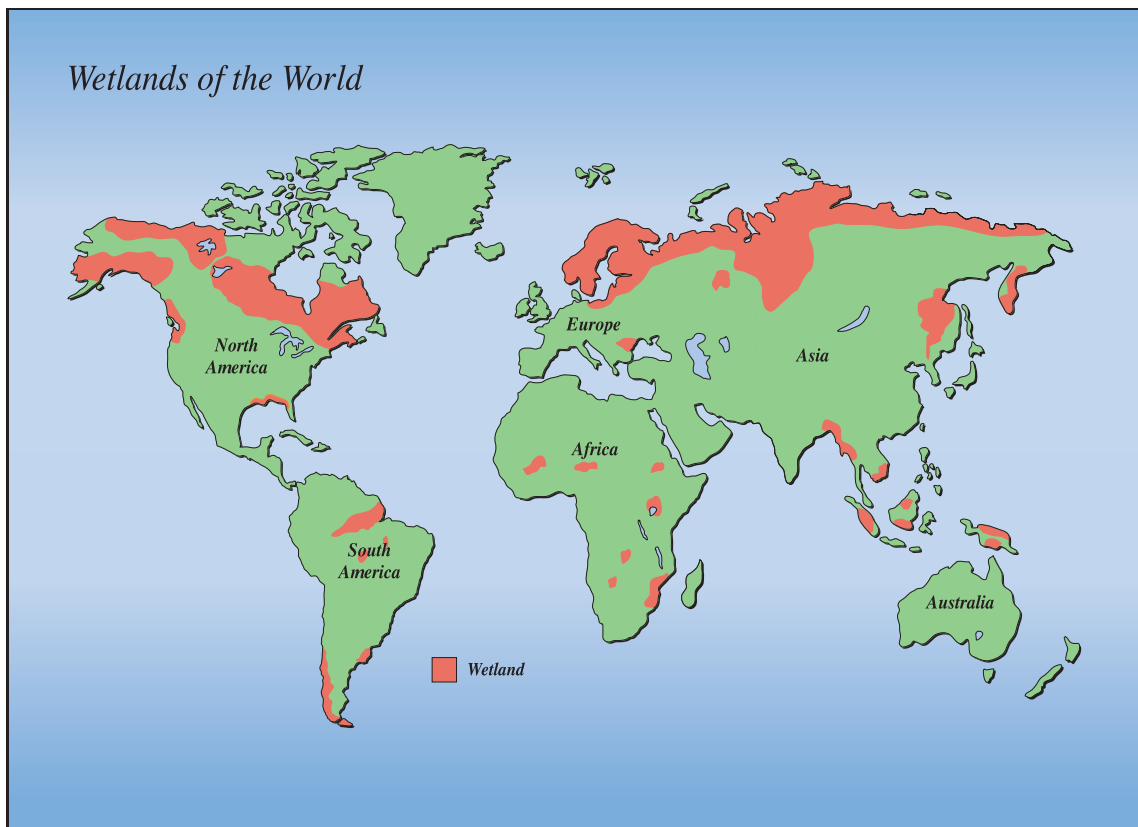 Wetlands of the World
North
America
Europe
Asia
Africa
South
America
Australia
Wetland